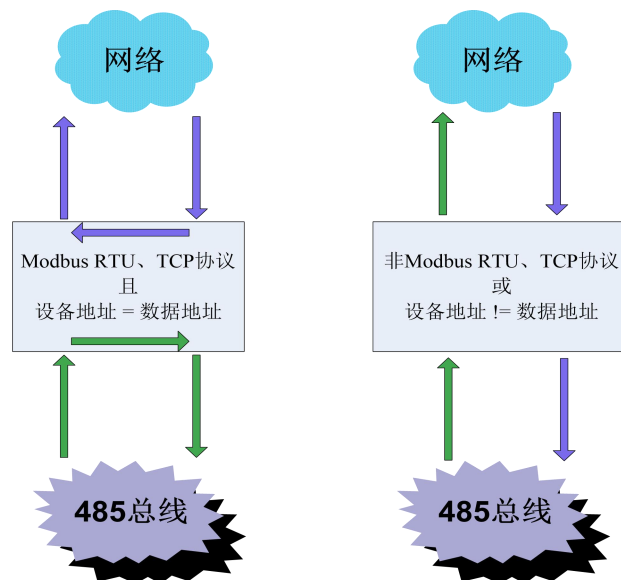 网络
Modbus RTU、TCP协议
且
设备地址 = 数据地址
485总线
网络
非Modbus RTU、TCP协议
或
设备地址 != 数据地址
485总线